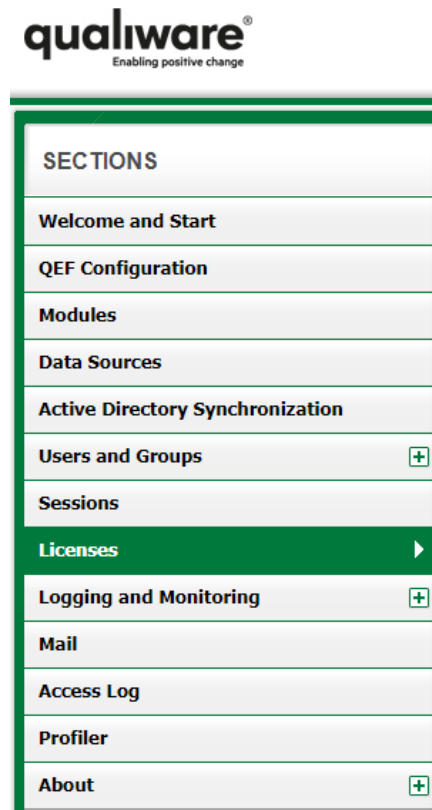 qualiware®
Enabling positive change
SECTIONS
Welcome and Start
QEF Configuration
Modules
Data Sources
Active Directory Synchronization
Users and Groups
Sessions
Licenses
Logging and Monitoring
Mail
Access Log
Profiler
About